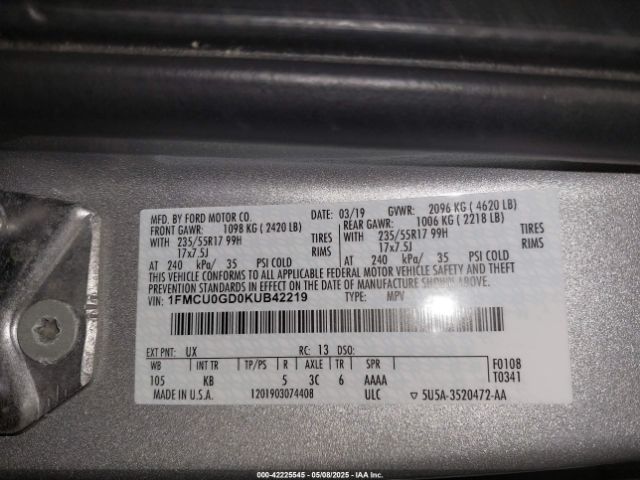 MFD. BY FORD MOTOR CO. DATE: 03/19 GVWR: 2096 KG ( 4620 LB)
FRONT GAWR: 1098 KG ( 2420 LB) REAR GAWR: 1006 KG ( 2218 LB)
WITH 235/55R17 99H TIRES WITH 235/55R17 99H TIRES
17x7.5J RIMS 17x7.5J RIMS
AT 240 kPa/ 35 PSI COLD AT 240 kPa/ 35 PSI COLD
THIS VEHICLE CONFORMS TO ALL APPLICABLE FEDERAL MOTOR VEHICLE SAFETY AND THEFT PREVENTION
STANDARDS IN EFFECT ON THE DATE OF MANUFACTURE SHOWN ABOVE.
VIN: 1FMCU0GD0KUB42219 TYPE: MPV
EXT PNT: UX RC: 13 DSO:
WB INT TR TP/PS R AXLE TR SPR F0108
105 KB 5 3C 6 AAAA T0341
MADE IN U.S.A. 1201903074408 ULC ▽ 5U5A-3520472-AA
000-42225545 - 05/08/2025 - IAA Inc.